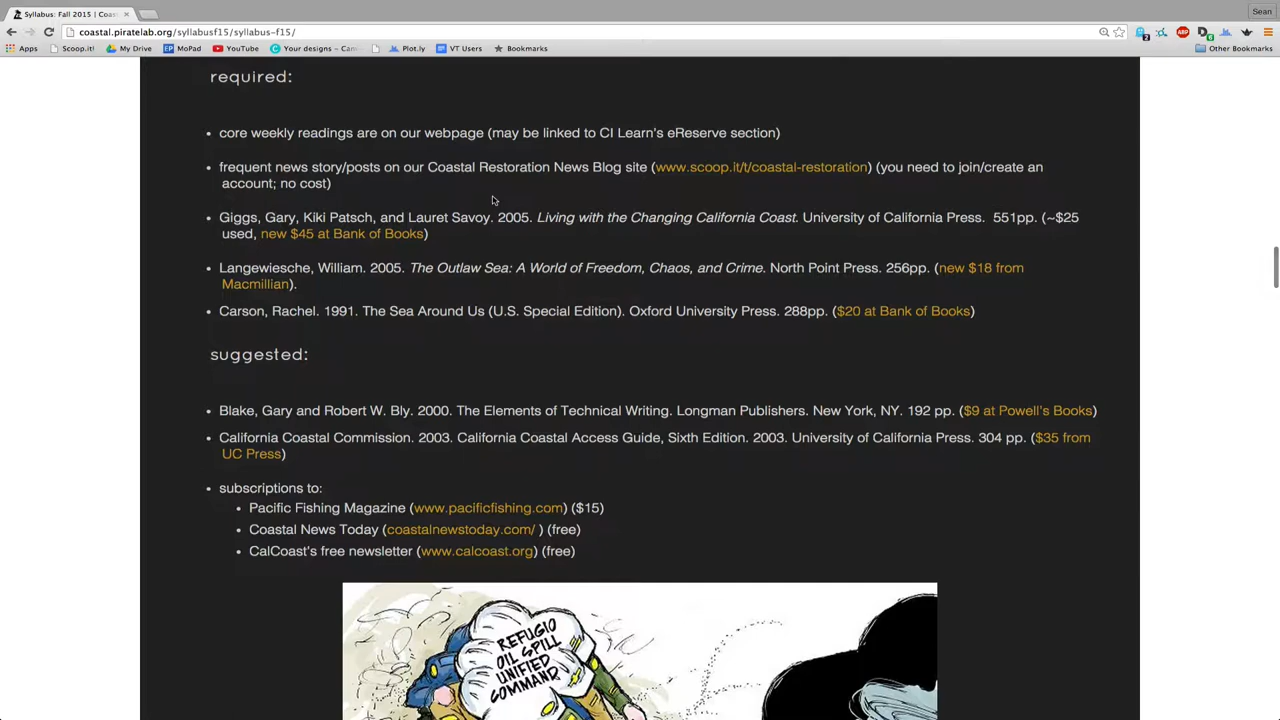 Syllabus: Fall 2015 | Coas
Sean
coastal.piratelab.org/syllabusf15/syllabus-f15/
Apps Scoop.it! My Drive MoPad YouTube Your designes – Can Plot.ly VT Users Bookmarks Other Bookmarks
required:
• core weekly readings are on our webpage (may be linked to CI Learn's eReserve section)
• frequent news story/posts on our Coastal Restoration News Blog site (www.scoop.it/t/coastal-restoration) (you need to join/create an
account; no cost)
• Giggs, Gary, Kiki Patsch, and Lauret Savoy. 2005. Living with the Changing California Coast. University of California Press. 551pp. (~$25
used, new $45 at Bank of Books)
• Langewiesche, William. 2005. The Outlaw Sea: A World of Freedom, Chaos, and Crime. North Point Press. 256pp. (new $18 from
Macmillian).
• Carson, Rachel. 1991. The Sea Around Us (U.S. Special Edition). Oxford University Press. 288pp. ($20 at Bank of Books)
suggested:
• Blake, Gary and Robert W. Bly. 2000. The Elements of Technical Writing. Longman Publishers. New York, NY. 192 pp. ($9 at Powell's Books)
• California Coastal Commission. 2003. California Coastal Access Guide, Sixth Edition. 2003. University of California Press. 304 pp. ($35 from
UC Press)
• subscriptions to:
• Pacific Fishing Magazine (www.pacificfishing.com) ($15)
• Coastal News Today (coastalnewstoday.com/ ) (free)
• CalCoast's free newsletter (www.calcoast.org) (free)
REFUGIO
OIL SPILL
UNIFIED
COMMAND